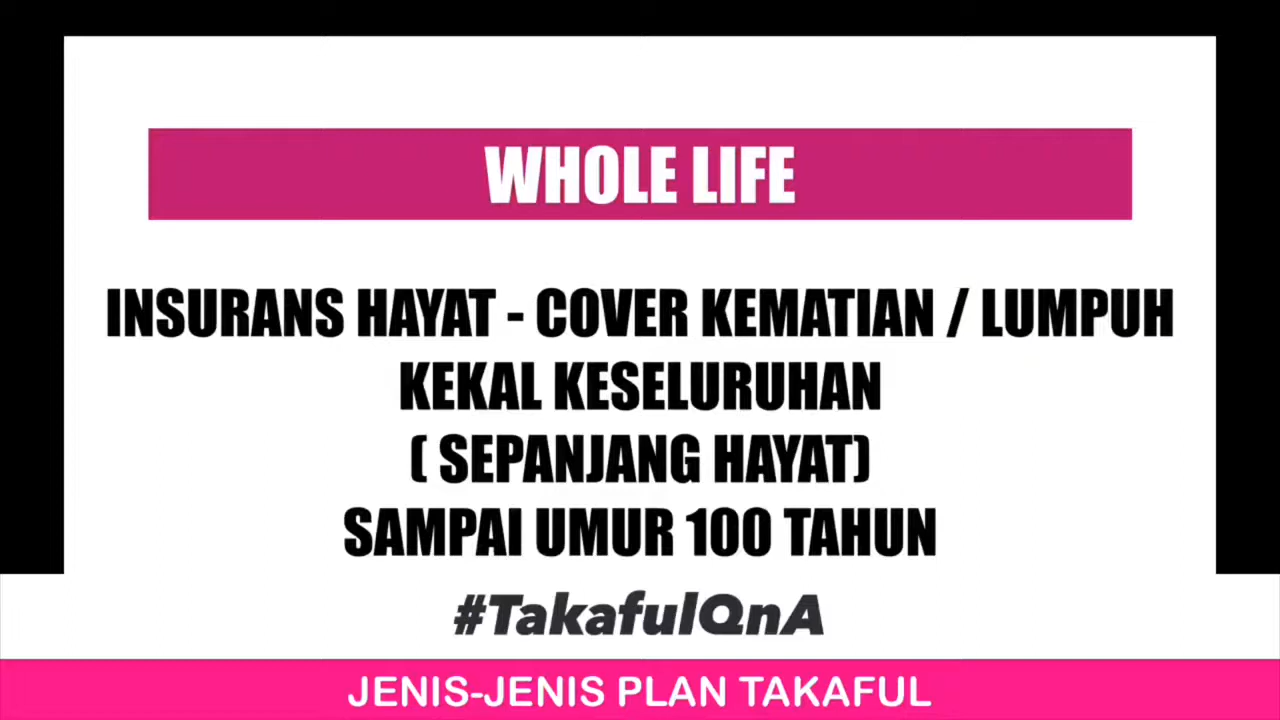 WHOLE LIFE
INSURANS HAYAT - COVER KEMATIAN / LUMPUH
KEKAL KESELURUHAN
( SEPANJANG HAYAT)
SAMPAI UMUR 100 TAHUN
#TakafulQnA
JENIS-JENIS PLAN TAKAFUL